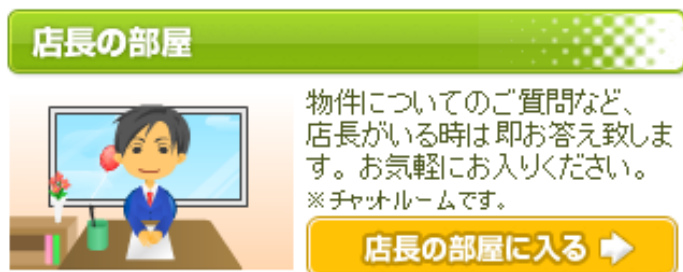 店長の部屋
物件についてのご質問など、
店長がいる時は即お答え致しま
す。お気軽にお入りください。
※チャットルームです。
店長の部屋に入る